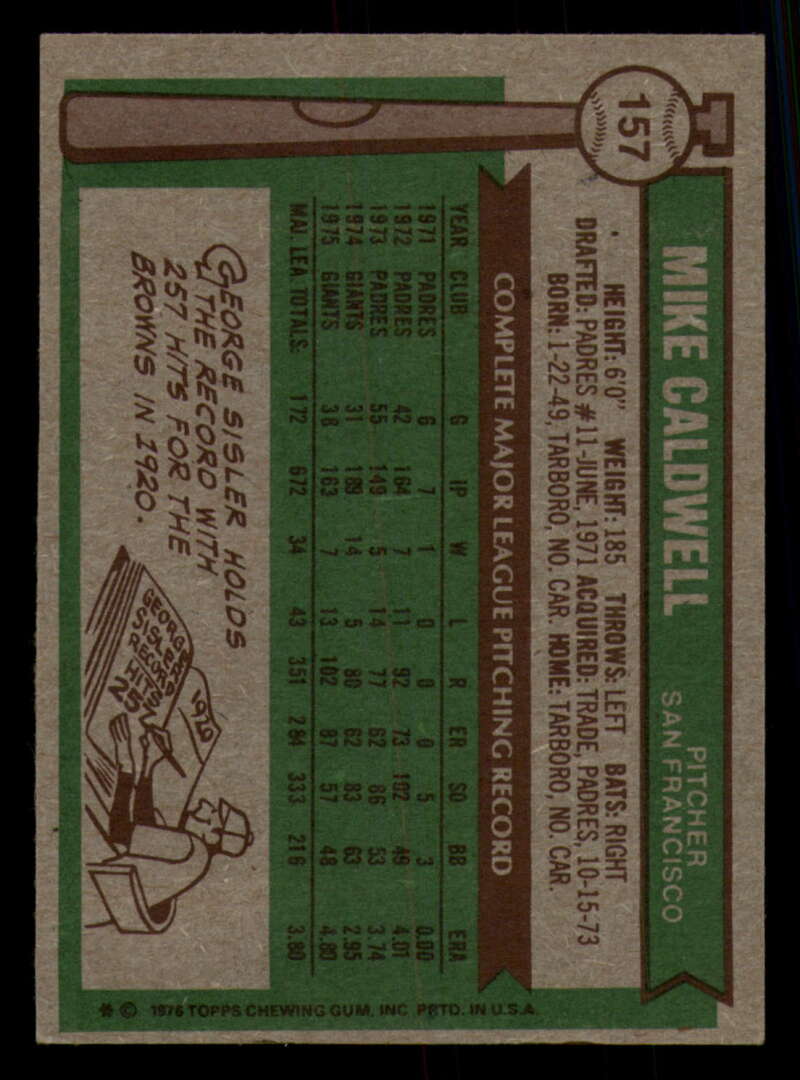 157
MIKE CALDWELL
PITCHER
SAN FRANCISCO
HEIGHT: 6'0" WEIGHT: 185 THROWS: LEFT BATS: RIGHT
DRAFTED: PADRES #11-JUNE, 1971 ACQUIRED: TRADE, PADRES, 10-15-73
BORN: 1-22-49, TARBORO, NO. CAR. HOME: TARBORO, NO. CAR.
COMPLETE MAJOR LEAGUE PITCHING RECORD
YEAR CLUB G IP W L R ER SO BB ERA
1971 PADRES 6 7 1 0 0 0 5 3 0.00
1972 PADRES 42 164 7 11 92 73 102 49 4.01
1973 PADRES 55 149 5 14 77 62 86 53 3.74
1974 GIANTS 31 189 14 5 80 62 83 63 2.95
1975 GIANTS 38 163 7 13 102 87 57 48 4.80
MAJ. LEA TOTALS: 172 672 34 43 351 284 333 216 3.80
GEORGE SISLER HOLDS
THE RECORD WITH
257 HITS FOR THE
BROWNS IN 1920.
1920
GEORGE
SISLER
RECORD
HITS
25
* © 1976 TOPPS CHEWING GUM, INC. PRTD. IN U.S.A.